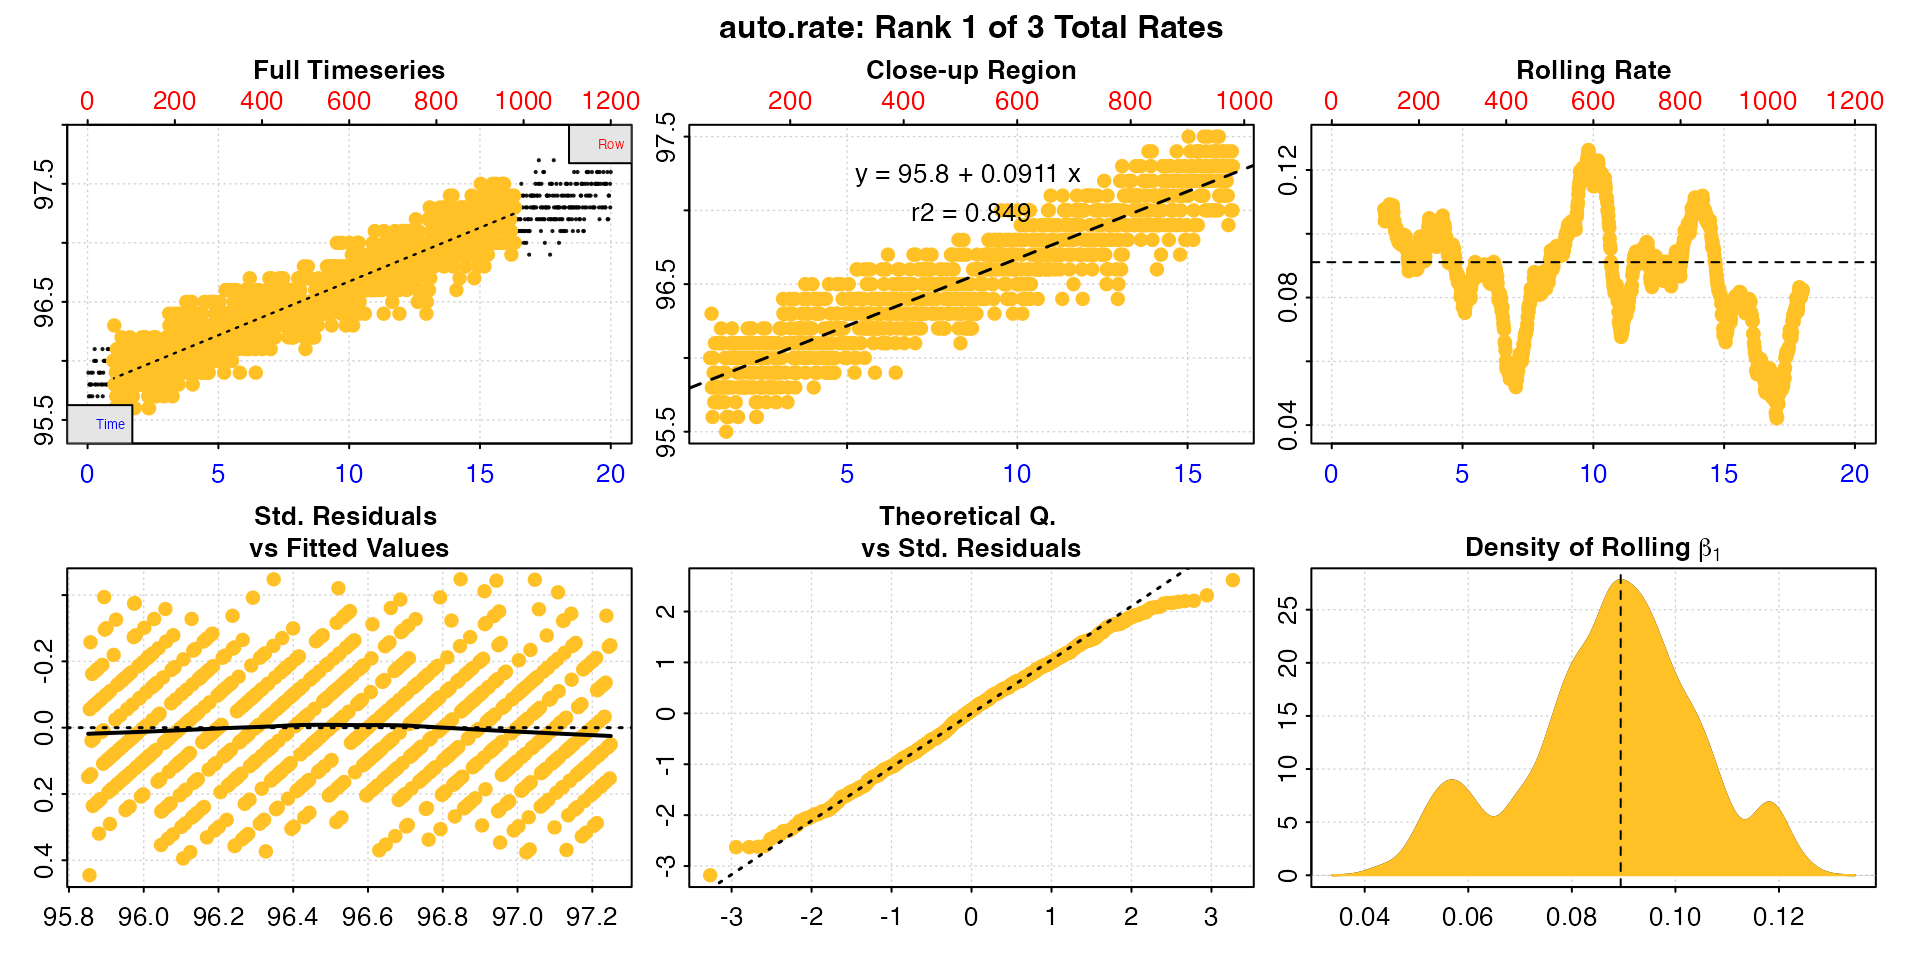 auto.rate: Rank 1 of 3 Total Rates
Full Timeseries
0 200 400 600 800 1000 1200
Row
97.5
96.5
95.5
Time
0 5 10 15 20
Close-up Region
200 400 600 800 1000
97.5
y = 95.8 + 0.0911 x
r2 = 0.849
96.5
95.5
5 10 15
Rolling Rate
0 200 400 600 800 1000 1200
0.12
0.08
0.04
0 5 10 15 20
Std. Residuals
vs Fitted Values
-0.2
0.0
0.2
0.4
95.8 96.0 96.2 96.4 96.6 96.8 97.0 97.2
Theoretical Q.
vs Std. Residuals
2
1
0
-1
-2
-3
-3 -2 -1 0 1 2 3
Density of Rolling β1
25
20
15
10
5
0
0.04 0.06 0.08 0.10 0.12